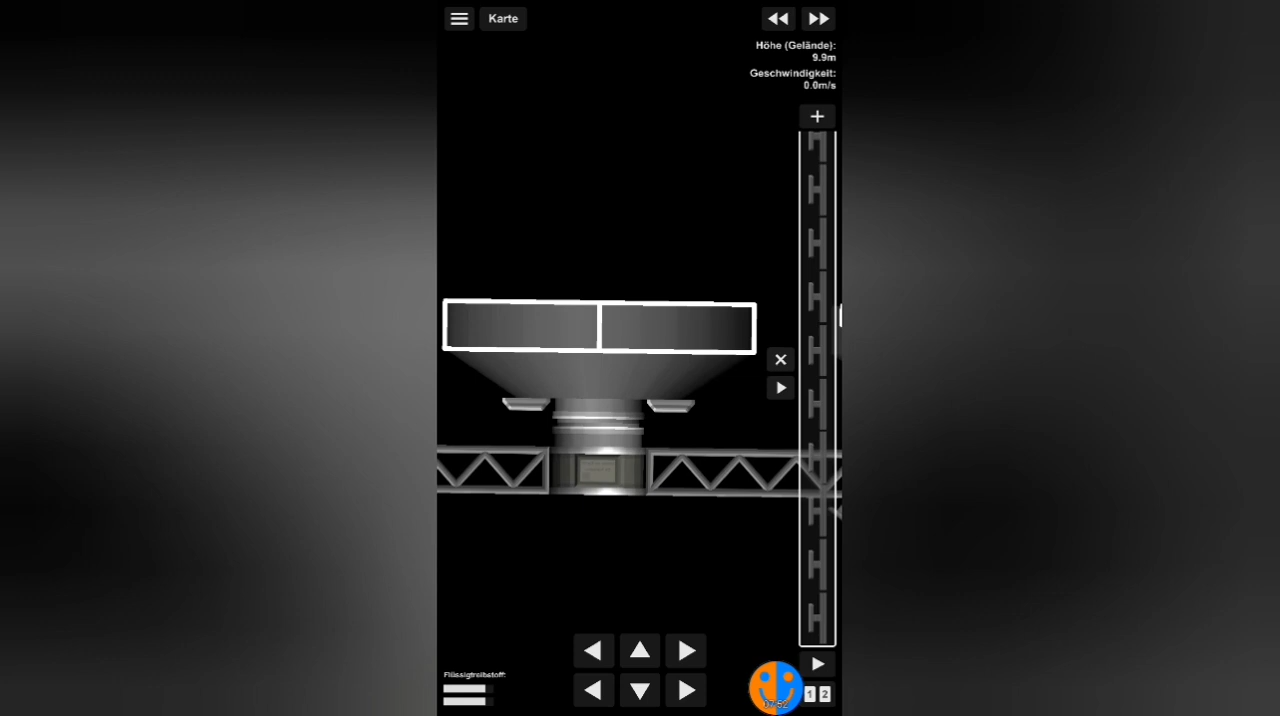 Karte
Höhe (Gelände):
9.9m
Geschwindigkeit:
0.0m/s
Flüssigtreibstoff:
1 2